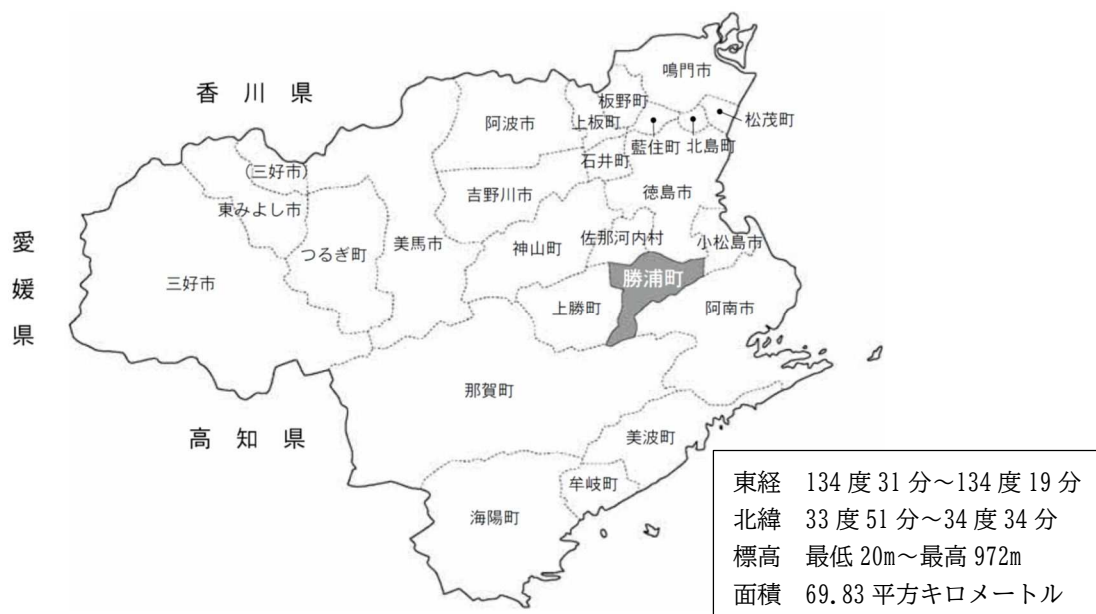 香川県
愛媛県
高知県
鳴門市
板野町
上板町
松茂町
藍住町
北島町
阿波市
石井町
吉野川市
徳島市
(三好市)
東みよし市
つるぎ町
美馬市
神山町
佐那河内村
小松島市
三好市
勝浦町
上勝町
阿南市
那賀町
美波町
牟岐町
海陽町
東経 134度31分～134度19分
北緯 33度51分～34度34分
標高 最低20m～最高972m
面積 69.83平方キロメートル